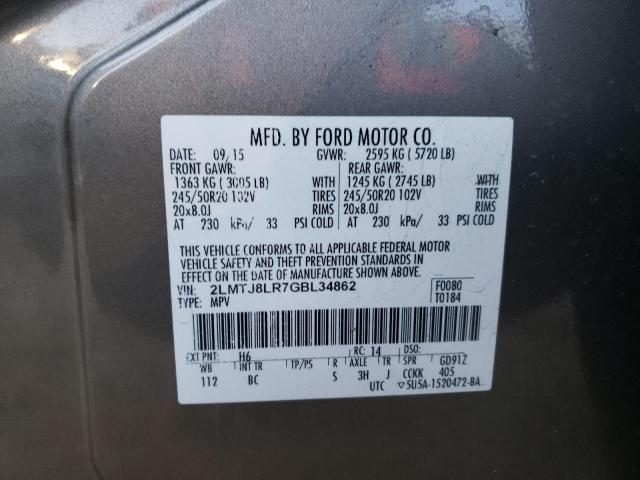 MFD. BY FORD MOTOR CO.
DATE: 09/15 GVWR: 2595 KG (5720 LB)
FRONT GAWR: REAR GAWR:
1363 KG (3005 LB) WITH 1245 KG (2745 LB) WITH
245/50R20 102V TIRES 245/50R20 102V TIRES
20x8.0J RIMS 20x8.0J RIMS
AT 230 kPa/ 33 PSI COLD AT 230 kPa/ 33 PSI COLD
THIS VEHICLE CONFORMS TO ALL APPLICABLE FEDERAL MOTOR
VEHICLE SAFETY AND THEFT PREVENTION STANDARDS IN
EFFECT ON THE DATE OF MANUFACTURE SHOWN ABOVE.
VIN: 2LMTJ8LR7GBL34862 F0080
TYPE: MPV T0184
EXT PNT: H6 RC: 14 DSO:
WB INT TR TP/PS R AXLE TR SPR GD91Z
112 BC S 3H J CCKK 405
UTC ▽5U5A-1520472-BA